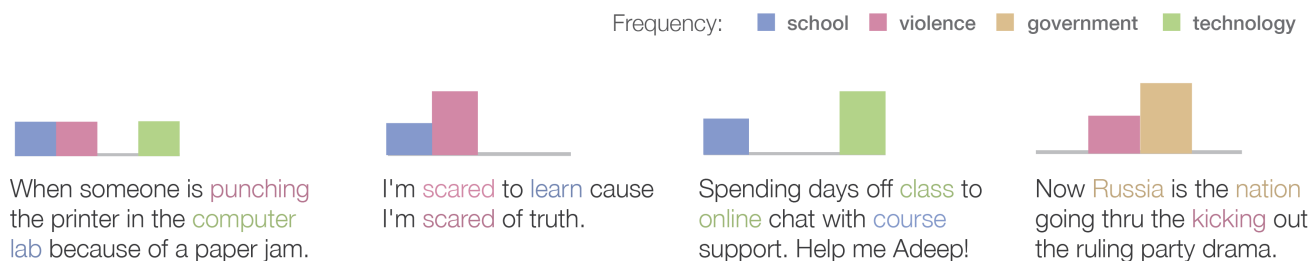 Frequency: school violence government technology
When someone is punching
the printer in the computer
lab because of a paper jam.
I'm scared to learn cause
I'm scared of truth.
Spending days off class to
online chat with course
support. Help me Adeep!
Now Russia is the nation
going thru the kicking out
the ruling party drama.